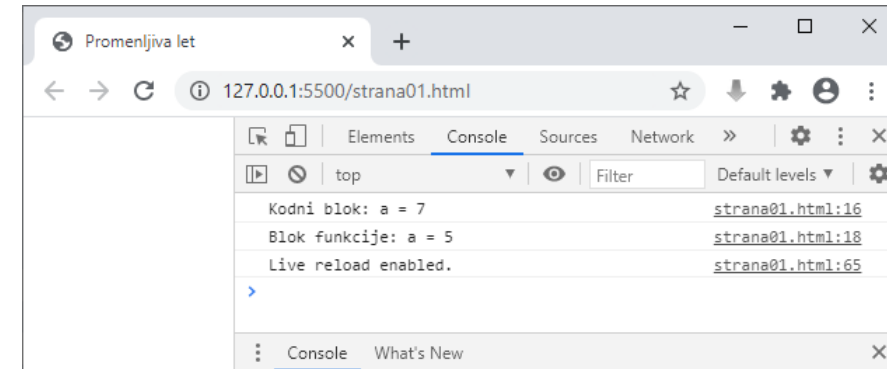 Promenljiva let
127.0.0.1:5500/strana01.html
Elements Console Sources Network »
top Filter Default levels
Kodni blok: a = 7 strana01.html:16
Blok funkcije: a = 5 strana01.html:18
Live reload enabled. strana01.html:65
>
Console What's New